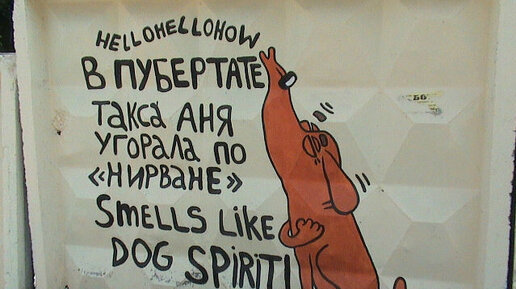 HELLOHELLOHOW
В ПУБЕРТАТЕ
ТАКСА АНЯ
УГОРАЛА ПО
«НИРВАНЕ»
SMELLS LIKE
DOG SPIRIT!